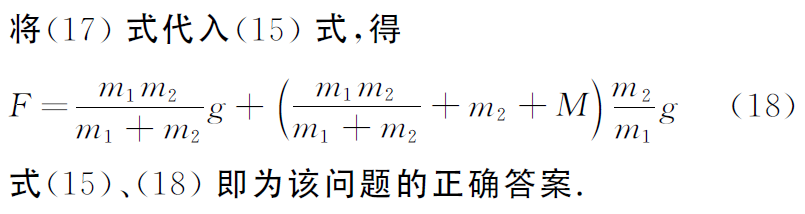 将(17)式代入(15)式,得
F = \frac{m_1 m_2}{m_1 + m_2} g + \left( \frac{m_1 m_2}{m_1 + m_2} + m_2 + M \right) \frac{m_2}{m_1} g (18)
式(15)、(18)即为该问题的正确答案.